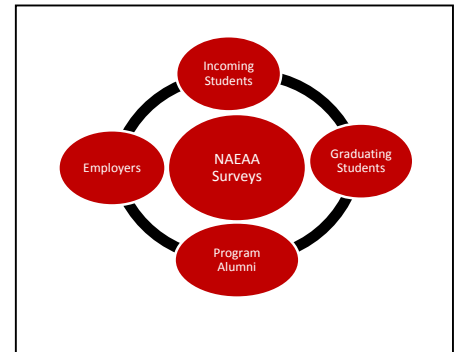 Incoming
Students
NAEAA
Surveys
Employers
Graduating
Students
Program
Alumni